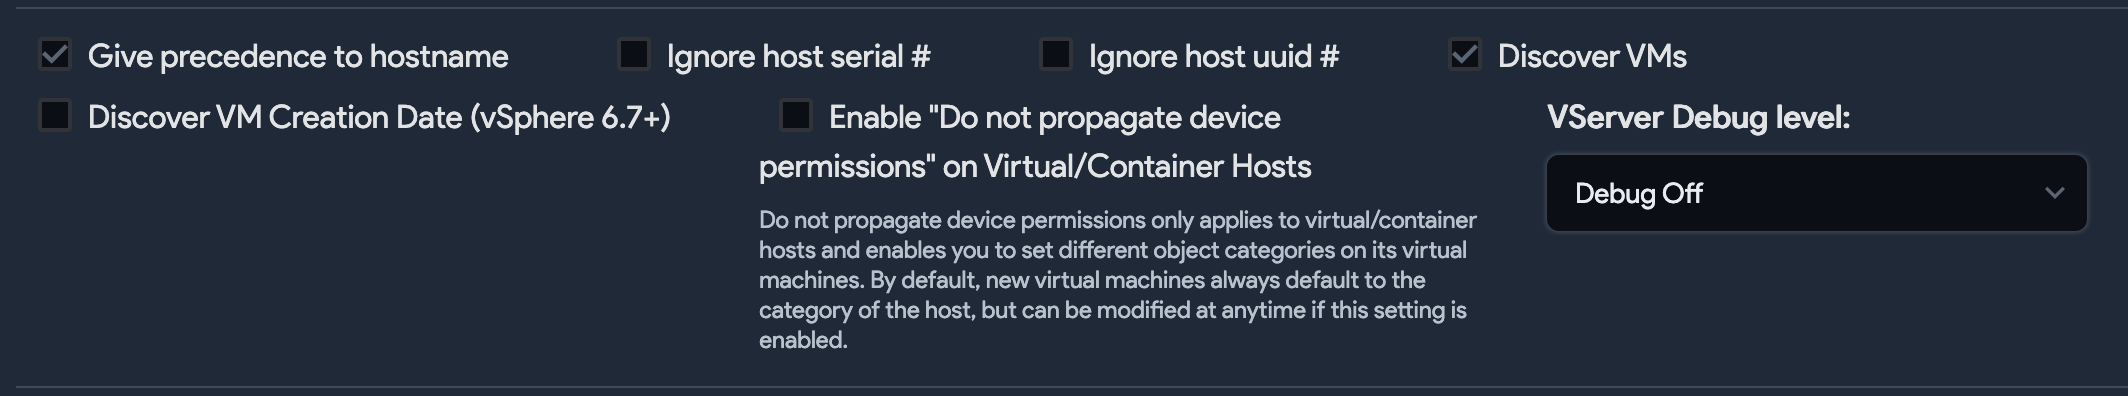 Give precedence to hostname
Ignore host serial #
Ignore host uuid #
Discover VMs
Discover VM Creation Date (vSphere 6.7+)
Enable "Do not propagate device
permissions" on Virtual/Container Hosts
Do not propagate device permissions only applies to virtual/container
hosts and enables you to set different object categories on its virtual
machines. By default, new virtual machines always default to the
category of the host, but can be modified at anytime if this setting is
enabled.
VServer Debug level:
Debug Off